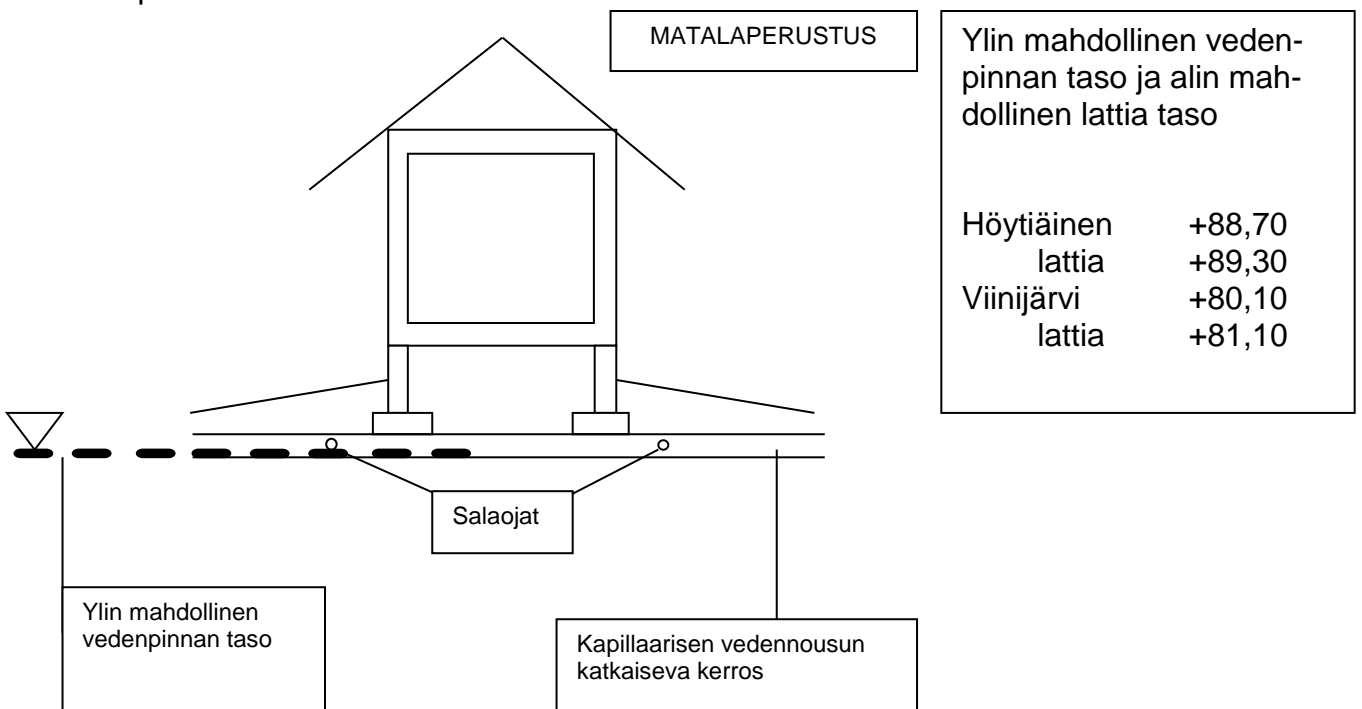 MATALAPERUSTUS
Ylin mahdollinen veden-
pinnan taso ja alin mah-
dollinen lattia taso
Höytiäinen +88,70
lattia +89,30
Viinijärvi +80,10
lattia +81,10
Salaojat
Ylin mahdollinen
vedenpinnan taso
Kapillaarisen vedennousun
katkaiseva kerros